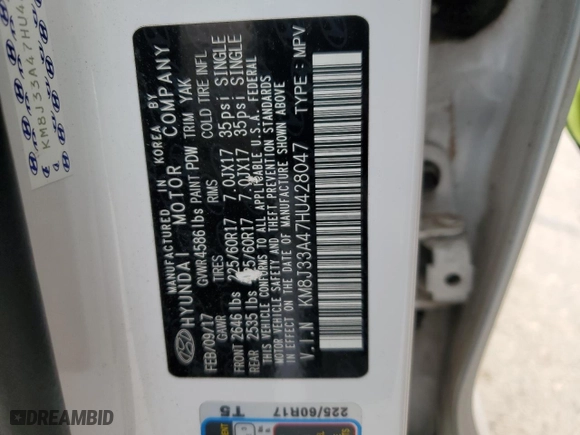 KM8J33A47HU4
MANUFACTURED IN KOREA BY
HYUNDAI MOTOR COMPANY
FEB/09/17 GVWR 4586 lbs PAINT PDW TRIM YAK
GAWR TIRES RIMS COLD TIRE INFL
FRONT 2646 lbs 225/60R17 7.0JX17 35psi SINGLE
REAR 2535 lbs 225/60R17 7.0JX17 35psi SINGLE
THIS VEHICLE CONFORMS TO ALL APPLICABLE U.S.A. FEDERAL
MOTOR VEHICLE SAFETY AND THEFT PREVENTION STANDARDS
IN EFFECT ON THE DATE OF MANUFACTURE SHOWN ABOVE
V.I.N : KM8J33A47HU428047 TYPE : MPV
T5
225/60R17
DREAMBID